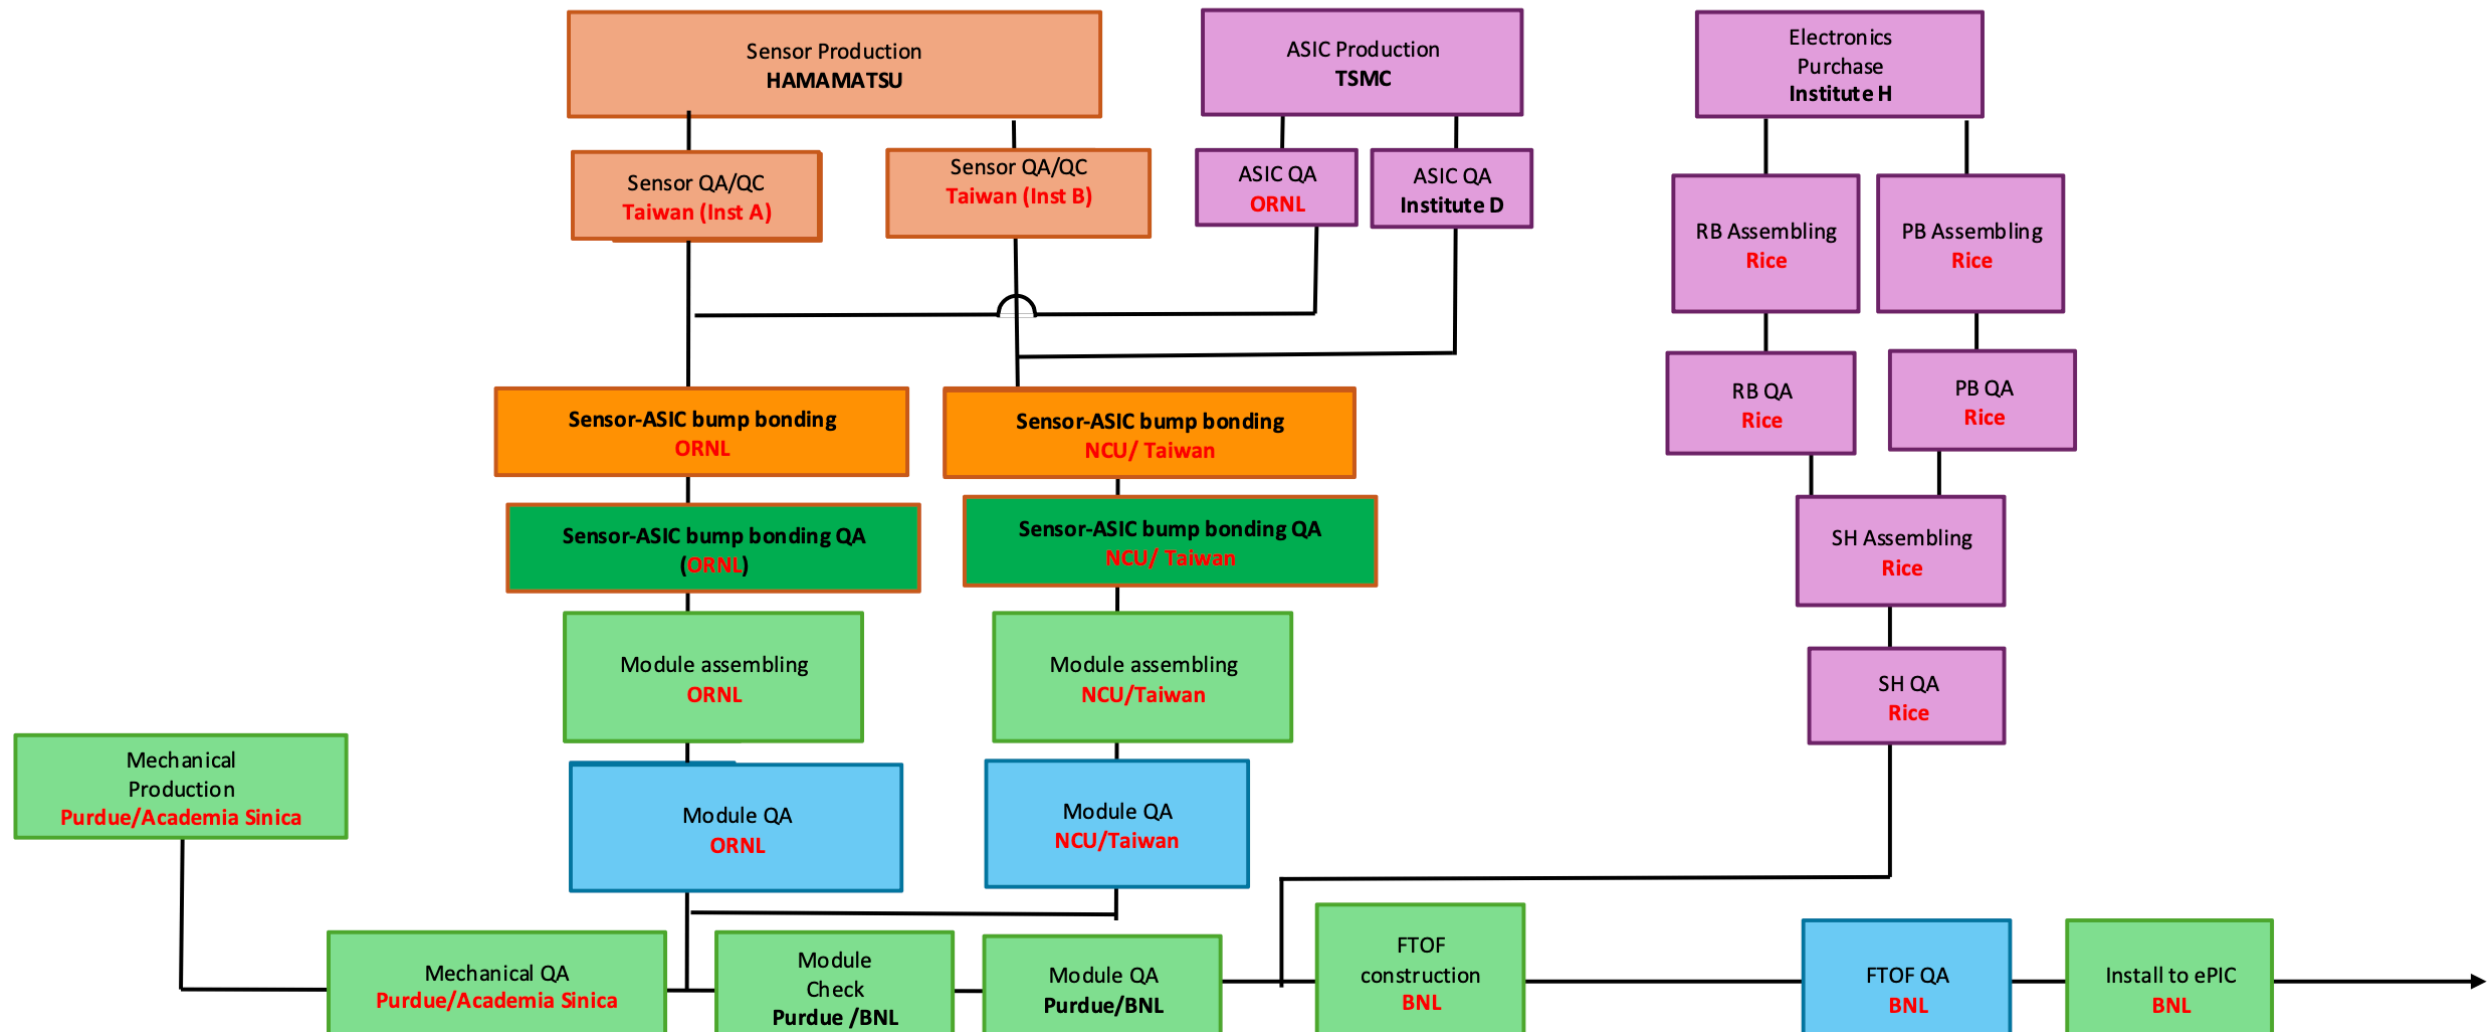 Sensor Production
HAMAMATSU
ASIC Production
TSMC
Electronics
Purchase
Institute H
Sensor QA/QC
Taiwan (Inst A)
Sensor QA/QC
Taiwan (Inst B)
ASIC QA
ORNL
ASIC QA
Institute D
RB Assembling
Rice
PB Assembling
Rice
RB QA
Rice
PB QA
Rice
Sensor-ASIC bump bonding
ORNL
Sensor-ASIC bump bonding
NCU/ Taiwan
Sensor-ASIC bump bonding QA
(ORNL)
Sensor-ASIC bump bonding QA
NCU/ Taiwan
SH Assembling
Rice
Module assembling
ORNL
Module assembling
NCU/Taiwan
SH QA
Rice
Mechanical
Production
Purdue/Academia Sinica
Module QA
ORNL
Module QA
NCU/Taiwan
Mechanical QA
Purdue/Academia Sinica
Module
Check
Purdue /BNL
Module QA
Purdue/BNL
FTOF
construction
BNL
FTOF QA
BNL
Install to ePIC
BNL